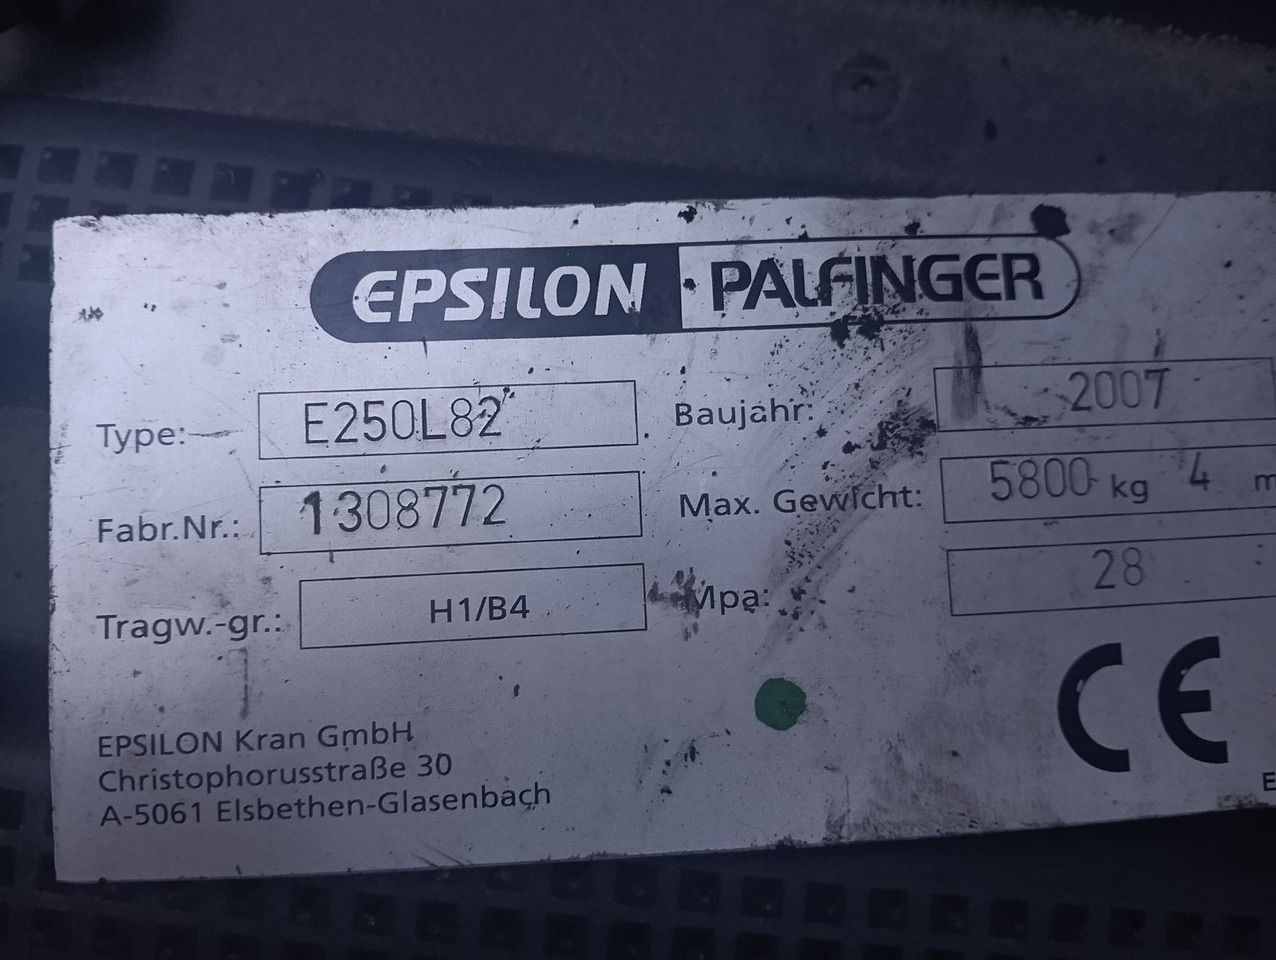 EPSILON PALFINGER
Type: E250L82 Baujahr: 2007
Fabr.Nr.: 1308772 Max. Gewicht: 5800 kg 4 m
Tragw.-gr.: H1/B4 Mpa: 28
CE
EPSILON Kran GmbH
Christophorusstraße 30
A-5061 Elsbethen-Glasenbach